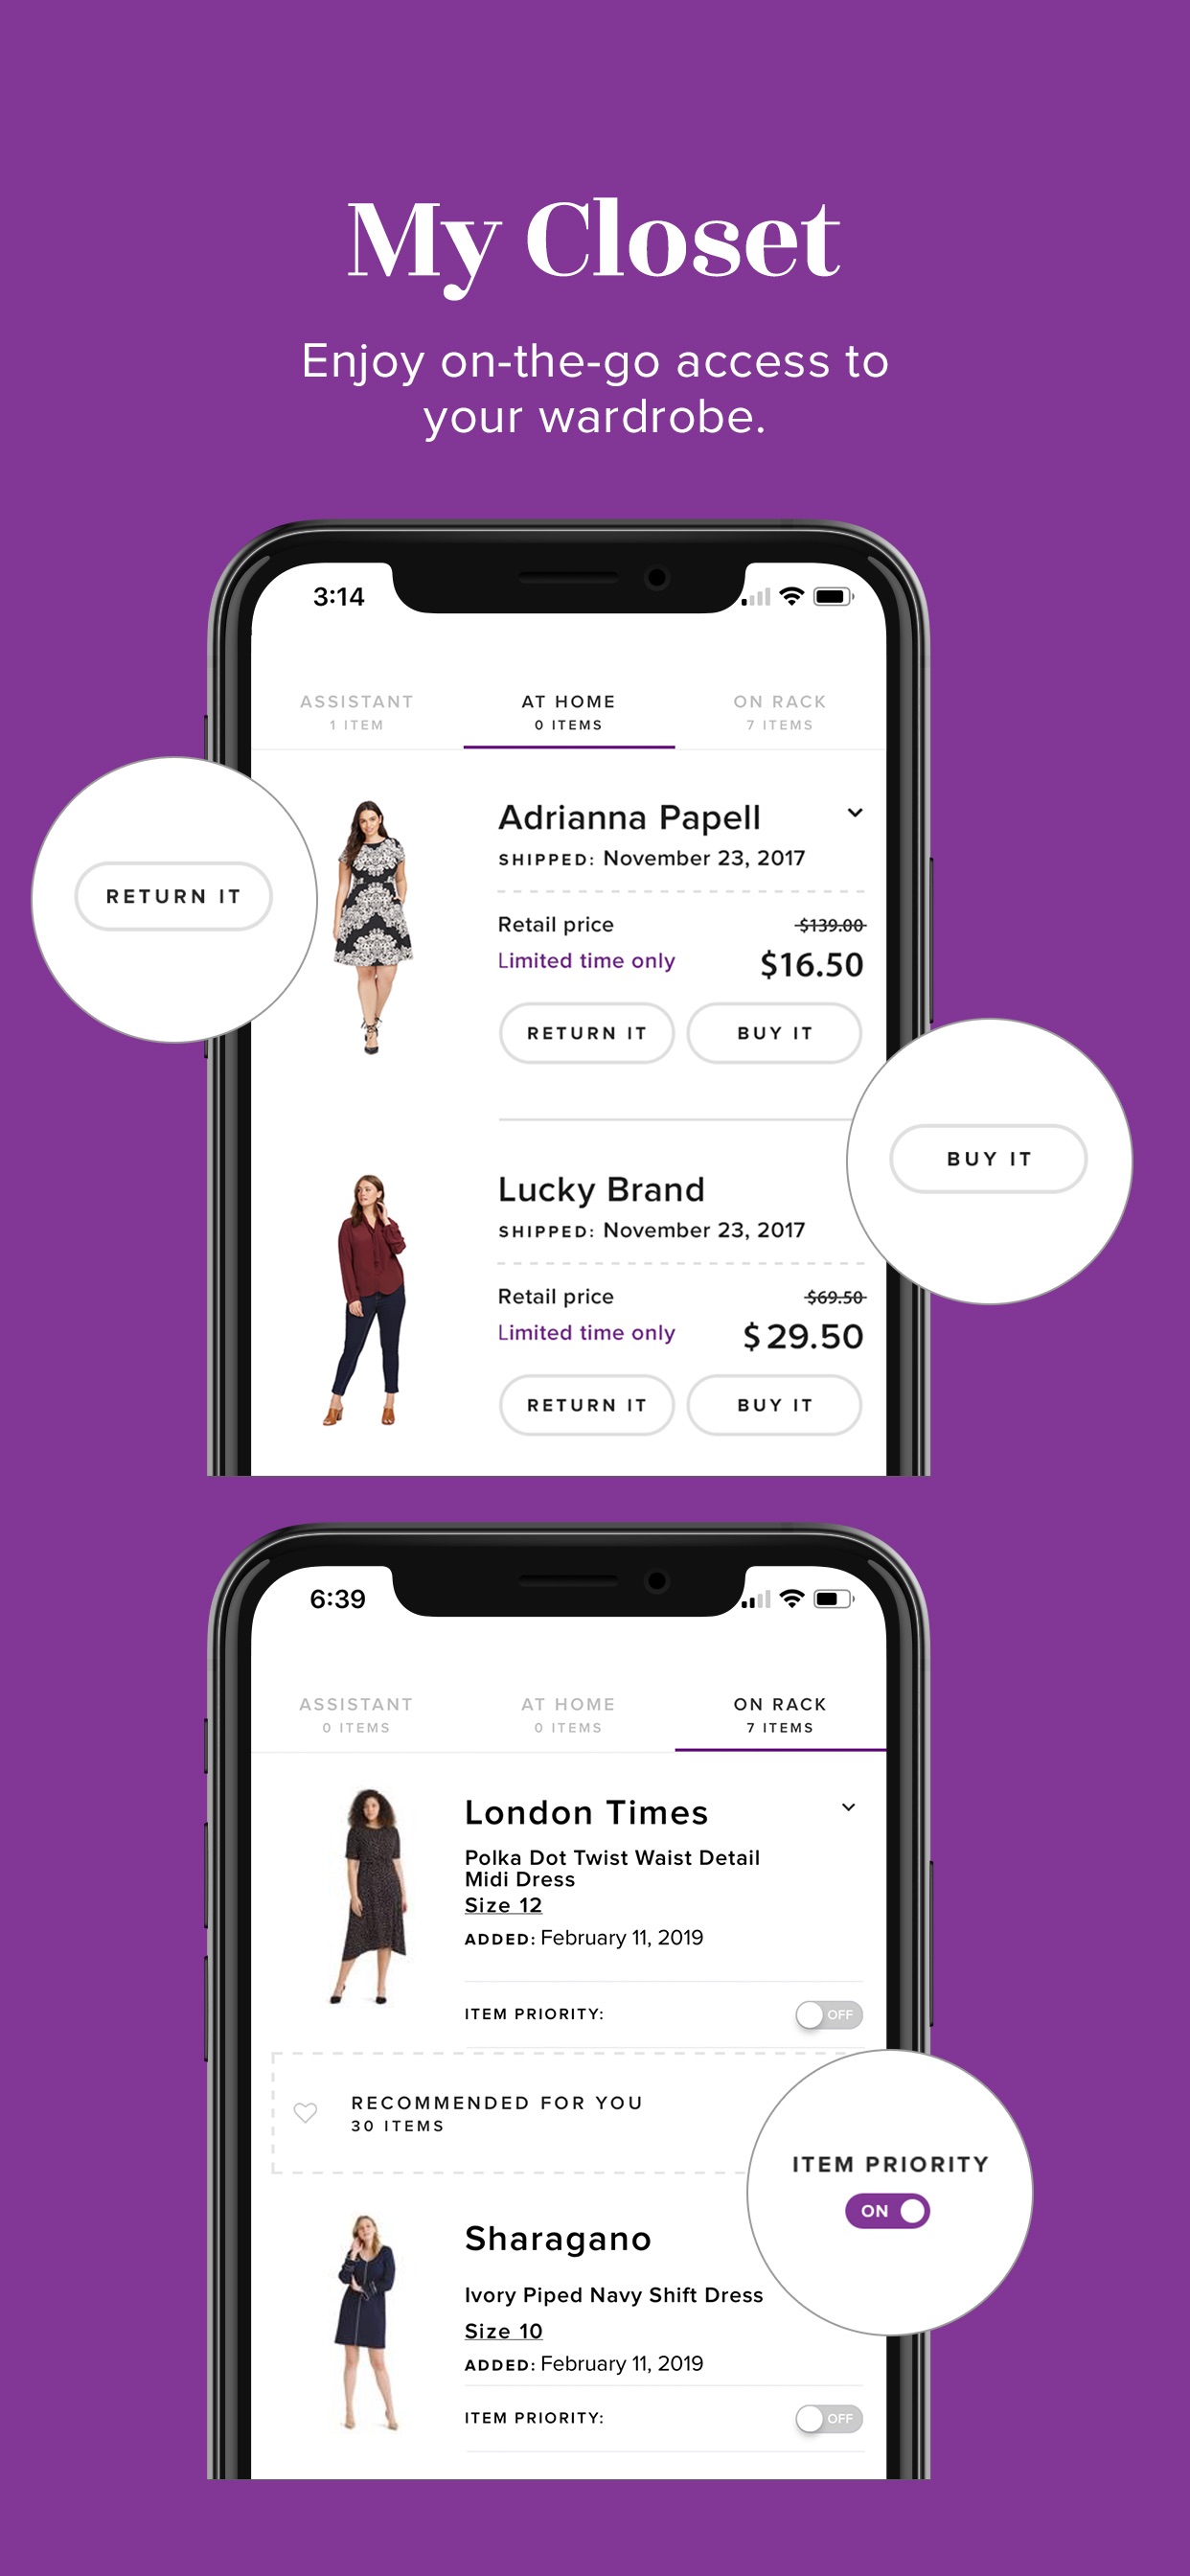 My Closet
Enjoy on-the-go access to
your wardrobe.
3:14
ASSISTANT
1 ITEM
AT HOME
0 ITEMS
ON RACK
7 ITEMS
Adrianna Papell
SHIPPED: November 23, 2017
Retail price $139.00
Limited time only $16.50
RETURN IT BUY IT
RETURN IT
BUY IT
Lucky Brand
SHIPPED: November 23, 2017
Retail price $69.50
Limited time only $29.50
RETURN IT BUY IT
6:39
ASSISTANT
0 ITEMS
AT HOME
0 ITEMS
ON RACK
7 ITEMS
London Times
Polka Dot Twist Waist Detail
Midi Dress
Size 12
ADDED: February 11, 2019
ITEM PRIORITY: OFF
RECOMMENDED FOR YOU
30 ITEMS
ITEM PRIORITY
ON
Sharagano
Ivory Piped Navy Shift Dress
Size 10
ADDED: February 11, 2019
ITEM PRIORITY: OFF